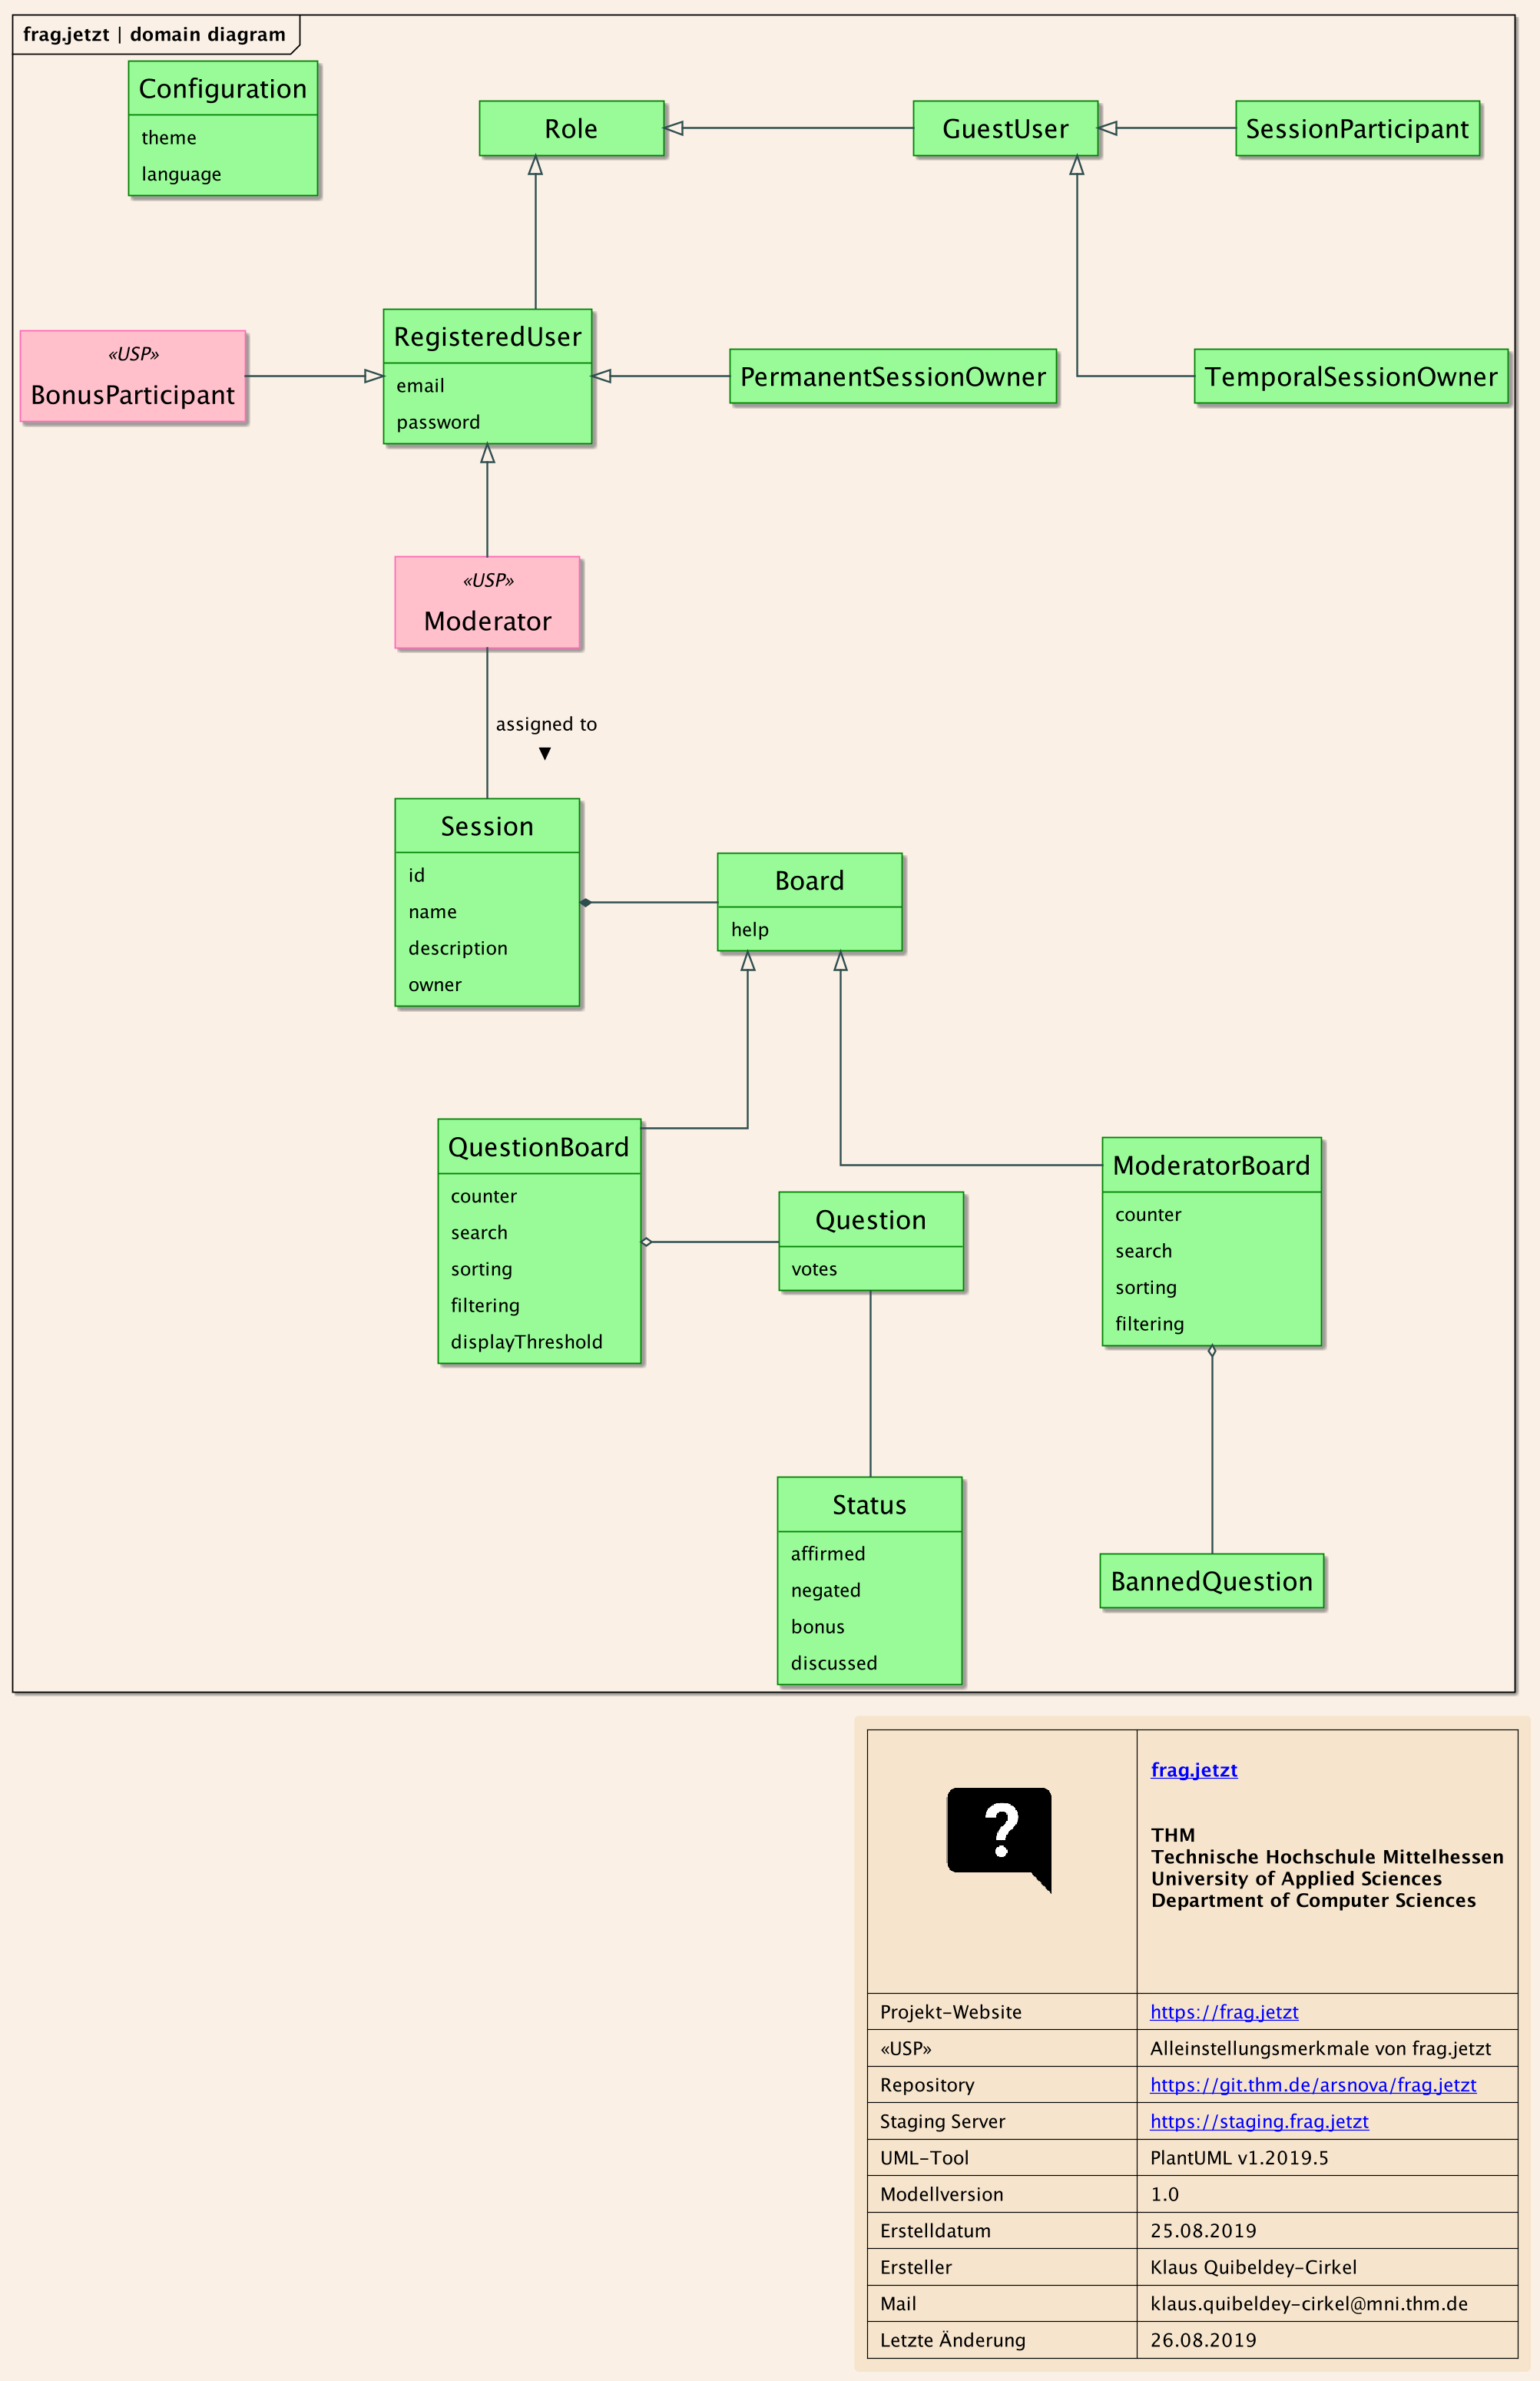 frag.jetzt | domain diagram
Configuration
theme
language
Role
GuestUser
SessionParticipant
«USP»
BonusParticipant
RegisteredUser
email
password
PermanentSessionOwner
TemporalSessionOwner
«USP»
Moderator
assigned to
▼
Session
id
name
description
owner
Board
help
QuestionBoard
counter
search
sorting
filtering
displayThreshold
Question
votes
ModeratorBoard
counter
search
sorting
filtering
Status
affirmed
negated
bonus
discussed
BannedQuestion
?
frag.jetzt
THM
Technische Hochschule Mittelhessen
University of Applied Sciences
Department of Computer Sciences
Projekt-Website https://frag.jetzt
«USP» Alleinstellungsmerkmale von frag.jetzt
Repository https://git.thm.de/arsnova/frag.jetzt
Staging Server https://staging.frag.jetzt
UML-Tool PlantUML v1.2019.5
Modellversion 1.0
Erstelldatum 25.08.2019
Ersteller Klaus Quibeldey-Cirkel
Mail klaus.quibeldey-cirkel@mni.thm.de
Letzte Änderung 26.08.2019